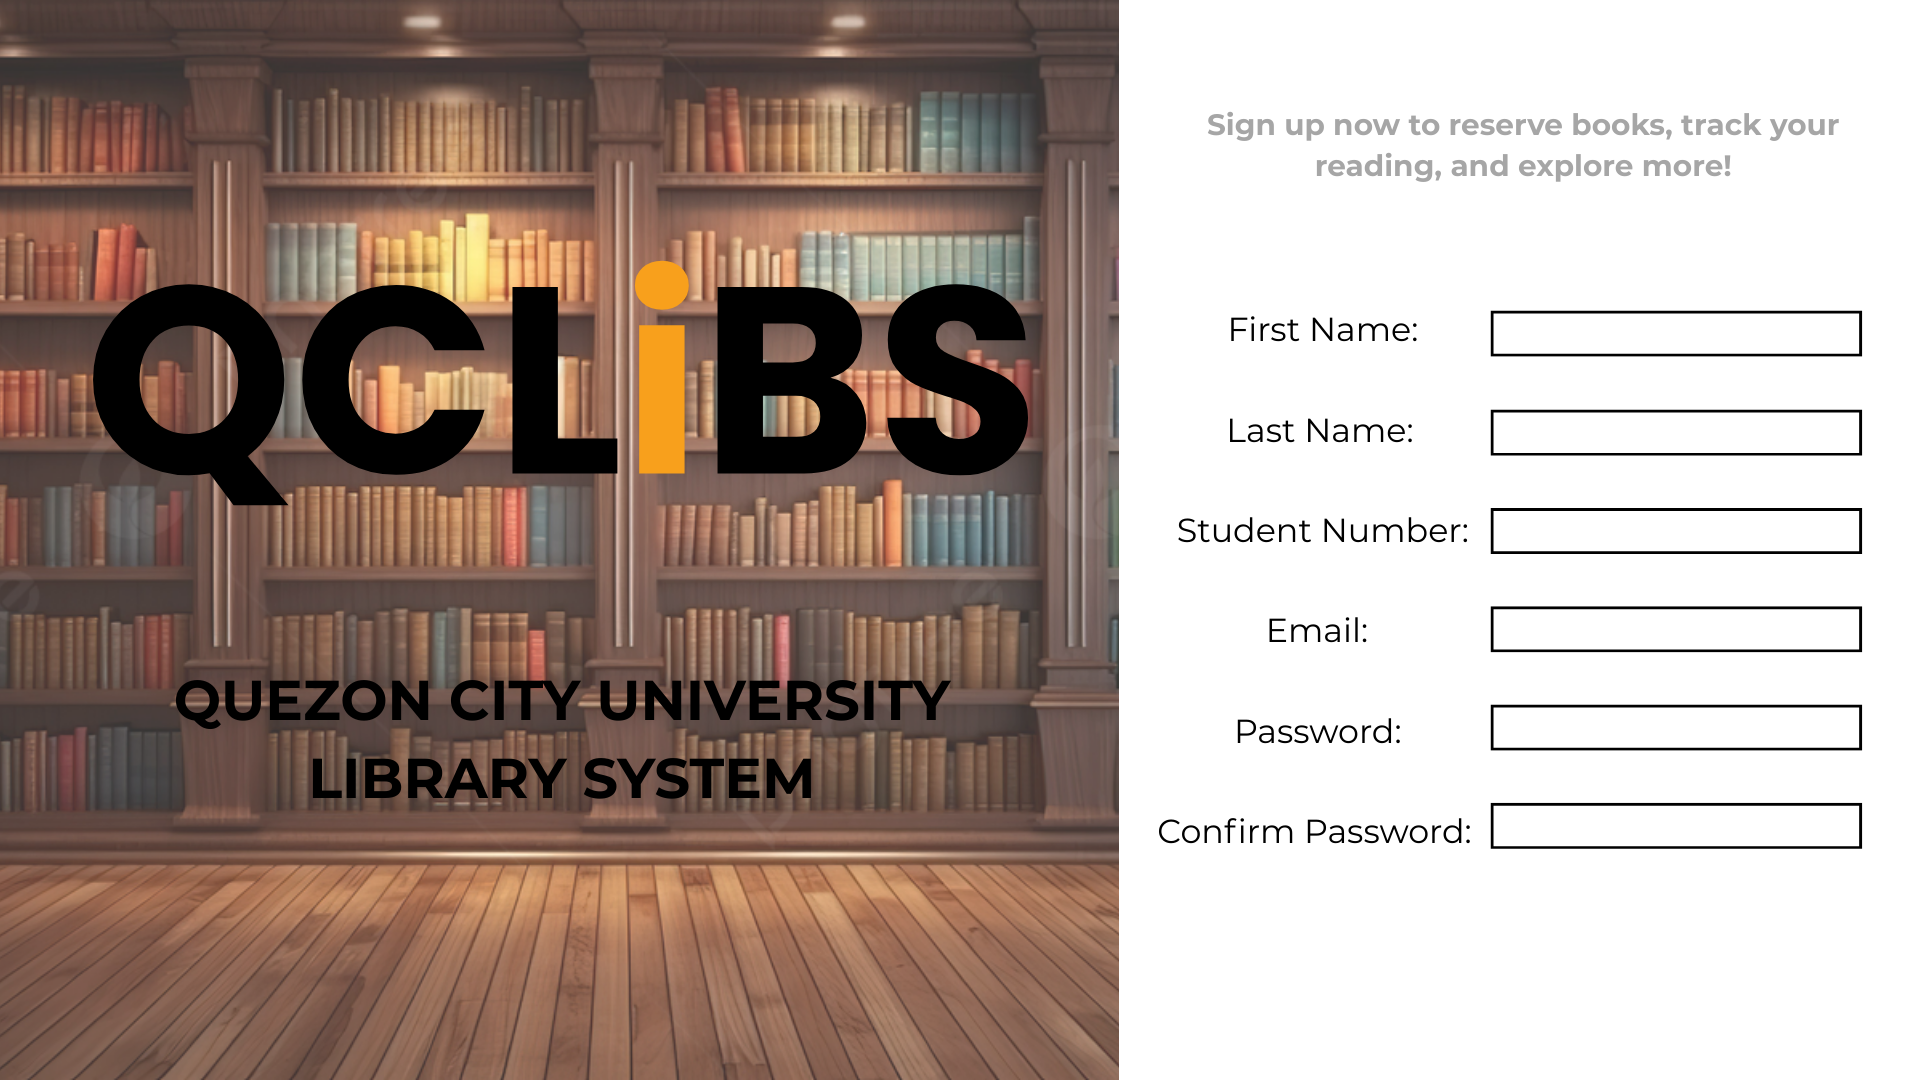 QCLiBS
QUEZON CITY UNIVERSITY
LIBRARY SYSTEM
Sign up now to reserve books, track your
reading, and explore more!
First Name:
Last Name:
Student Number:
Email:
Password:
Confirm Password: